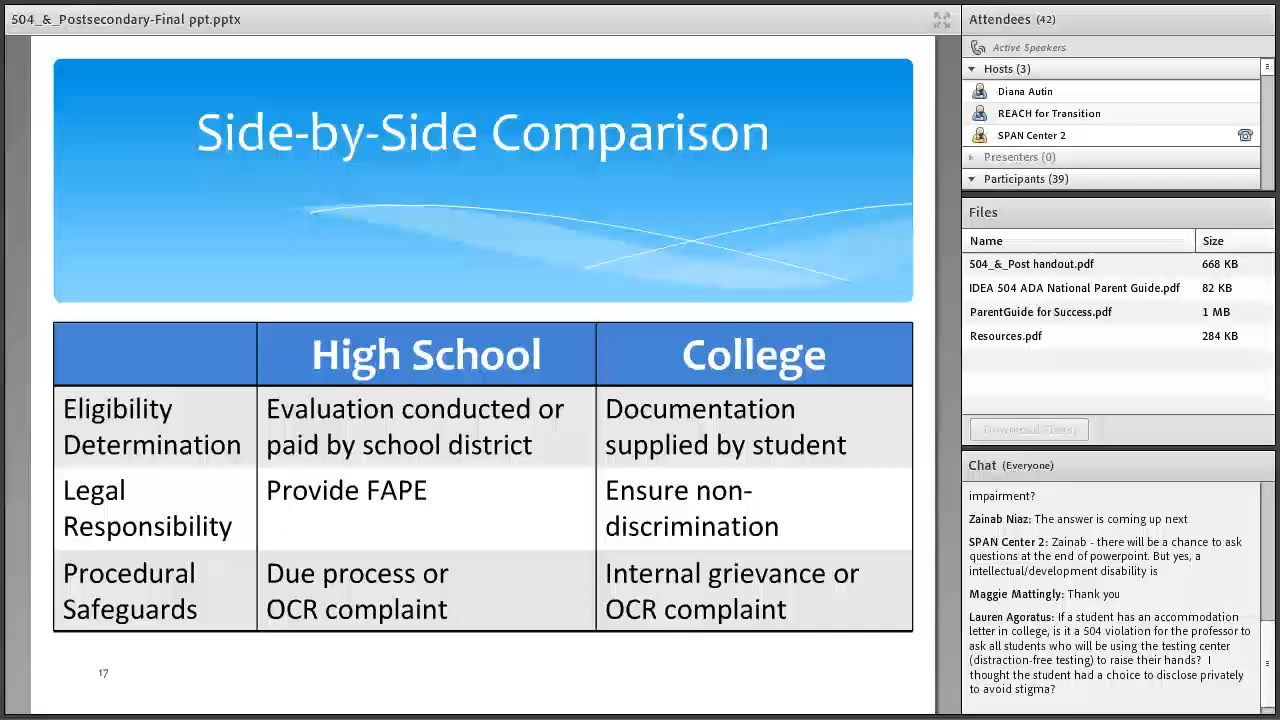 504_&_Postsecondary-Final ppt.pptx
Side-by-Side Comparison
High School
College
Eligibility
Determination
Evaluation conducted or
paid by school district
Documentation
supplied by student
Legal
Responsibility
Provide FAPE
Ensure non-
discrimination
Procedural
Safeguards
Due process or
OCR complaint
Internal grievance or
OCR complaint
17
Attendees (42)
Active Speakers
Hosts (3)
Diana Autin
REACH for Transition
SPAN Center 2
Presenters (0)
Participants (39)
Files
Name Size
504_&_Post handout.pdf 668 KB
IDEA 504 ADA National Parent Guide.pdf 82 KB
ParentGuide for Success.pdf 1 MB
Resources.pdf 284 KB
Download File(s)
Chat (Everyone)
impairment?
Zainab Niaz: The answer is coming up next
SPAN Center 2: Zainab - there will be a chance to ask
questions at the end of powerpoint. But yes, a
intellectual/development disability is
Maggie Mattingly: Thank you
Lauren Agoratus: If a student has an accommodation
letter in college, is it a 504 violation for the professor to
ask all students who will be using the testing center
(distraction-free testing) to raise their hands? I
thought the student had a choice to disclose privately
to avoid stigma?